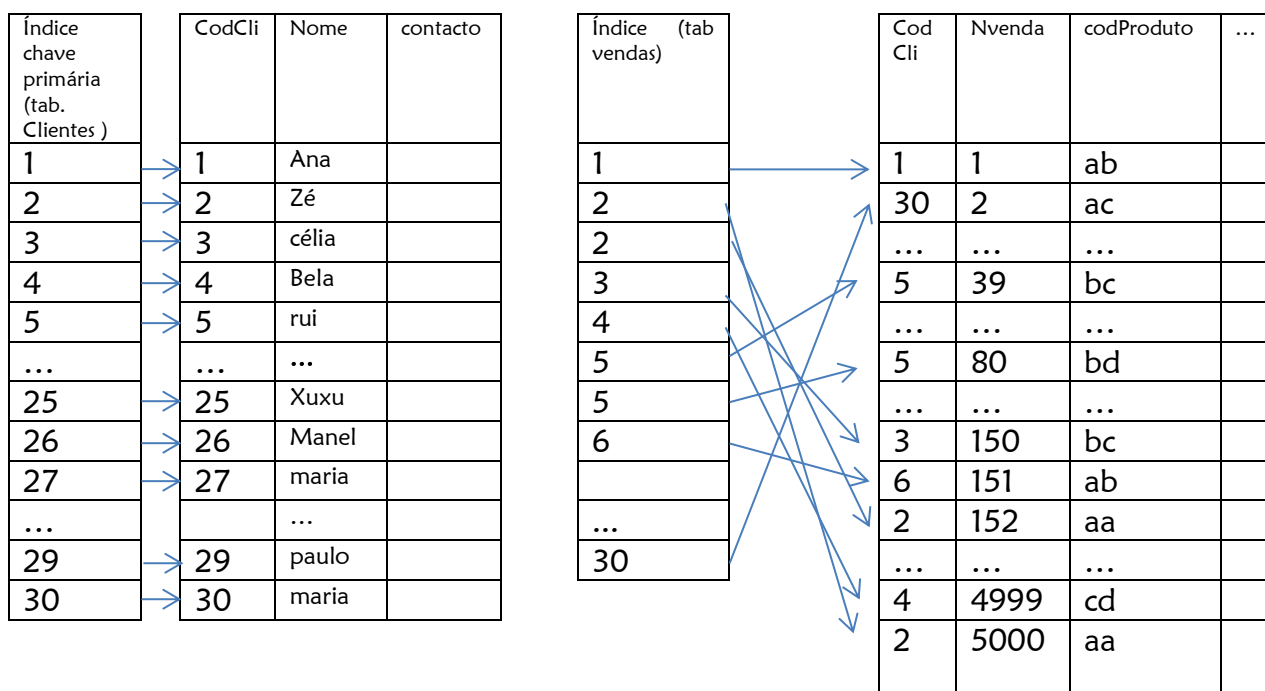 Índice chave primária (tab. Clientes ) CodCli Nome contacto
1 1 Ana
2 2 Zé
3 3 célia
4 4 Bela
5 5 rui
... ... ...
25 25 Xuxu
26 26 Manel
27 27 maria
... ...
29 29 paulo
30 30 maria
Índice (tab vendas)
1
2
2
3
4
5
5
6
...
30
Cod Cli Nvenda codProduto ...
1 1 ab
30 2 ac
... ... ...
5 39 bc
... ... ...
5 80 bd
... ... ...
3 150 bc
6 151 ab
2 152 aa
... ... ...
4 4999 cd
2 5000 aa